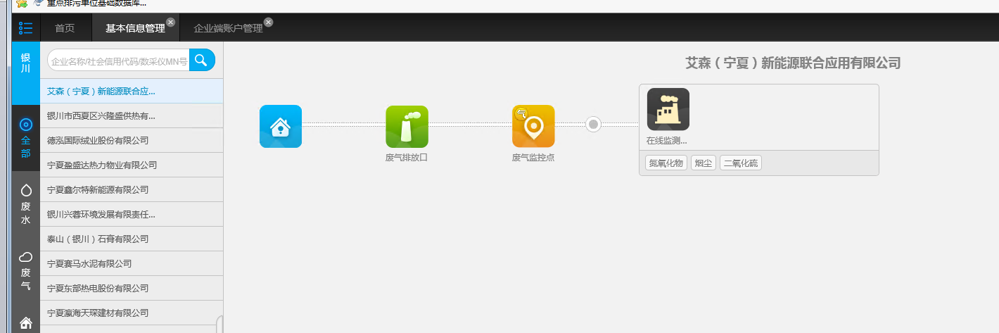 重点排污单位基础数据库...
首页
基本信息管理
企业端账户管理
银川
企业名称/社会信用代码/数采仪MN号
艾森（宁夏）新能源联合应用有限公司
艾森（宁夏）新能源联合应...
银川市西夏区兴隆盛供热有...
全部
德泓国际绒业股份有限公司
宁夏盈盛达热力物业有限公司
宁夏鑫尔特新能源有限公司
废水
银川兴蓉环境发展有限责任...
泰山（银川）石膏有限公司
宁夏赛马水泥有限公司
废气
宁夏东部热电股份有限公司
宁夏瀛海天琛建材有限公司
废气排放口
气
废气监控点
在线监测...
氮氧化物 烟尘 二氧化硫